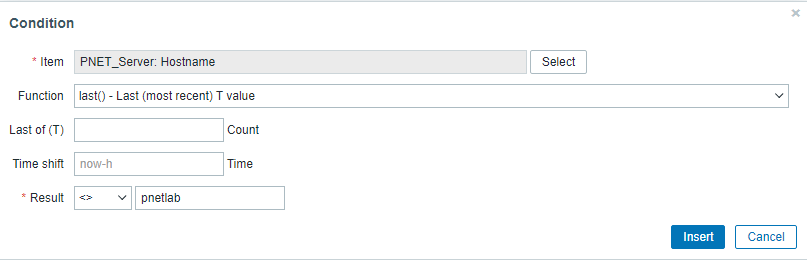 Condition
×
* Item PNET_Server: Hostname Select
Function last() - Last (most recent) T value
Last of (T) Count
Time shift now-h Time
* Result <> pnetlab
Insert Cancel